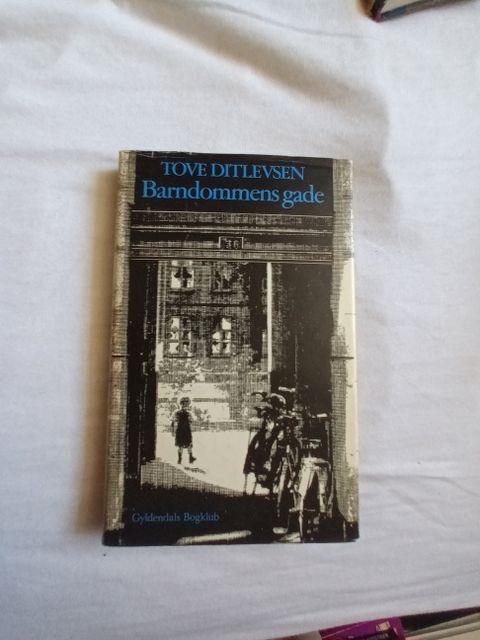 TOVE DITLEVSEN
Barndommens gade
36
Gyldendals Bogklub